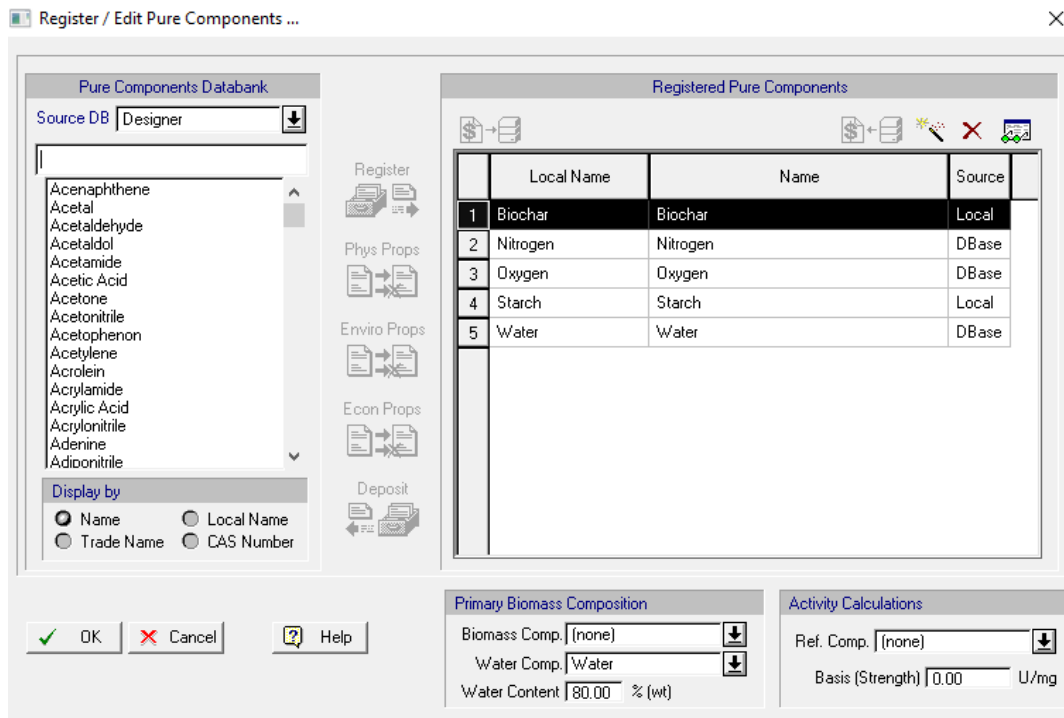 Register / Edit Pure Components ...
Pure Components Databank
Source DB Designer
Acenaphthene
Acetal
Acetaldehyde
Acetaldol
Acetamide
Acetic Acid
Acetone
Acetonitrile
Acetophenon
Acetylene
Acrolein
Acrylamide
Acrylic Acid
Acrylonitrile
Adenine
Adiponitrile
Display by
Name Local Name
Trade Name CAS Number
Register
Phys Props
Enviro Props
Econ Props
Deposit
Registered Pure Components
Local Name Name Source
1 Biochar Biochar Local
2 Nitrogen Nitrogen DBase
3 Oxygen Oxygen DBase
4 Starch Starch Local
5 Water Water DBase
OK Cancel Help
Primary Biomass Composition
Biomass Comp. (none)
Water Comp. Water
Water Content 80.00 % (wt)
Activity Calculations
Ref. Comp. (none)
Basis (Strength) 0.00 U/mg